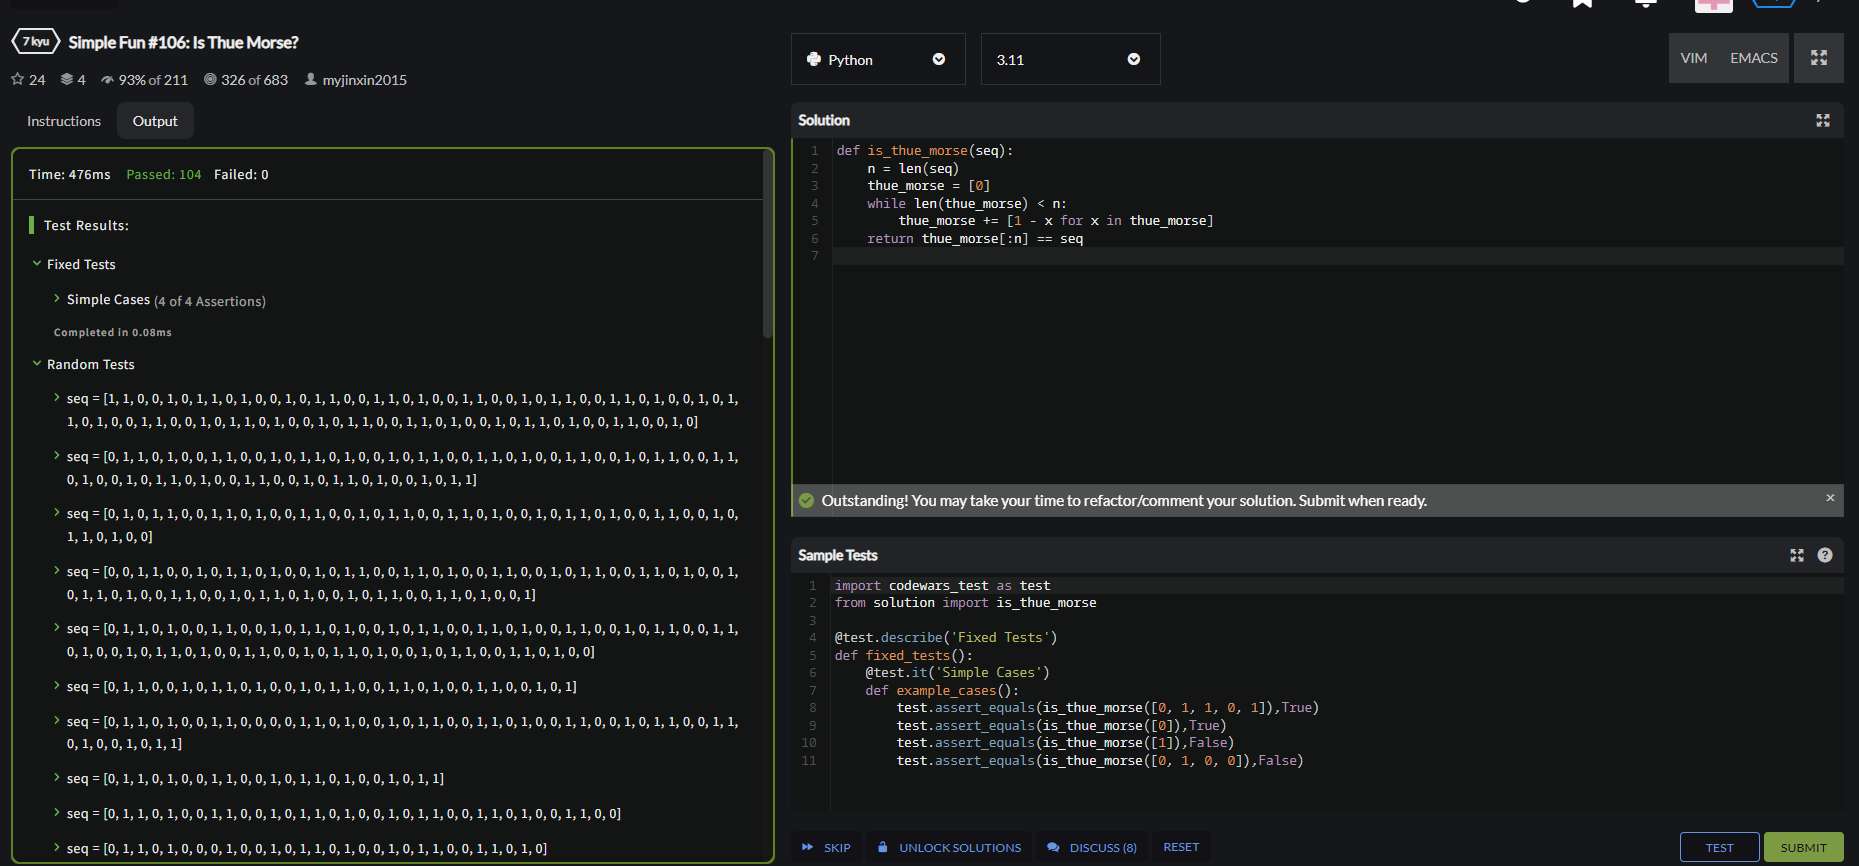 7 kyu Simple Fun #106: Is Thue Morse?
24 4 93% of 211 326 of 683 myjinxin2015
Instructions Output
Time: 476ms Passed: 104 Failed: 0
Test Results:
Fixed Tests
Simple Cases (4 of 4 Assertions)
Completed in 0.08ms
Random Tests
seq = [1, 1, 0, 0, 1, 0, 1, 1, 0, 1, 0, 0, 1, 0, 1, 1, 0, 0, 1, 1, 0, 1, 0, 0, 1, 1, 0, 0, 1, 0, 1, 1, 0, 0, 1, 1, 0, 1, 0, 0, 1, 0, 1,
1, 0, 1, 0, 0, 1, 1, 0, 0, 1, 0, 1, 1, 0, 1, 0, 0, 1, 0, 1, 1, 0, 0, 1, 1, 0, 1, 0, 0, 1, 0, 1, 1, 0, 1, 0, 0, 1, 1, 0, 0, 1, 0]
seq = [0, 1, 1, 0, 1, 0, 0, 1, 1, 0, 0, 1, 0, 1, 1, 0, 1, 0, 0, 1, 0, 1, 1, 0, 0, 1, 1, 0, 1, 0, 0, 1, 1, 0, 0, 1, 0, 1, 1, 0, 0, 1, 1,
0, 1, 0, 0, 1, 0, 1, 1, 0, 1, 0, 0, 1, 1, 0, 0, 1, 0, 1, 1, 0, 1, 0, 0, 1, 0, 1, 1]
seq = [0, 1, 0, 1, 1, 0, 0, 1, 1, 0, 1, 0, 0, 1, 1, 0, 0, 1, 0, 1, 1, 0, 0, 1, 1, 0, 1, 0, 0, 1, 0, 1, 1, 0, 1, 0, 0, 1, 1, 0, 0, 1, 0,
1, 1, 0, 1, 0, 0]
seq = [0, 0, 1, 1, 0, 0, 1, 0, 1, 1, 0, 1, 0, 0, 1, 0, 1, 1, 0, 0, 1, 1, 0, 1, 0, 0, 1, 1, 0, 0, 1, 0, 1, 1, 0, 0, 1, 1, 0, 1, 0, 0, 1,
0, 1, 1, 0, 1, 0, 0, 1, 1, 0, 0, 1, 0, 1, 1, 0, 1, 0, 0, 1, 0, 1, 1, 0, 0, 1, 1, 0, 1, 0, 0, 1]
seq = [0, 1, 1, 0, 1, 0, 0, 1, 1, 0, 0, 1, 0, 1, 1, 0, 1, 0, 0, 1, 0, 1, 1, 0, 0, 1, 1, 0, 1, 0, 0, 1, 1, 0, 0, 1, 0, 1, 1, 0, 0, 1, 1,
0, 1, 0, 0, 1, 0, 1, 1, 0, 1, 0, 0, 1, 1, 0, 0, 1, 0, 1, 1, 0, 1, 0, 0, 1, 0, 1, 1, 0, 0, 1, 1, 0, 1, 0, 0]
seq = [0, 1, 1, 0, 0, 1, 0, 1, 1, 0, 1, 0, 0, 1, 0, 1, 1, 0, 0, 1, 1, 0, 1, 0, 0, 1, 1, 0, 0, 1, 0, 1]
seq = [0, 1, 1, 0, 1, 0, 0, 1, 1, 0, 0, 0, 0, 1, 1, 0, 1, 0, 0, 1, 0, 1, 1, 0, 0, 1, 1, 0, 1, 0, 0, 1, 1, 0, 0, 1, 0, 1, 1, 0, 0, 1, 1,
0, 1, 0, 0, 1, 0, 1, 1]
seq = [0, 1, 1, 0, 1, 0, 0, 1, 1, 0, 0, 1, 0, 1, 1, 0, 1, 0, 0, 1, 0, 1, 1]
seq = [0, 1, 1, 0, 1, 0, 0, 1, 1, 0, 0, 1, 0, 1, 1, 0, 1, 0, 0, 1, 0, 1, 1, 0, 0, 1, 1, 0, 1, 0, 0, 1, 1, 0, 0]
seq = [0, 1, 1, 0, 1, 0, 0, 0, 1, 0, 0, 1, 0, 1, 1, 0, 1, 0, 0, 1, 0, 1, 1, 0, 0, 1, 1, 0, 1, 0]
Python 3.11 VIM EMACS
Solution
1 def is_thue_morse(seq):
2 n = len(seq)
3 thue_morse = [0]
4 while len(thue_morse) < n:
5 thue_morse += [1 - x for x in thue_morse]
6 return thue_morse[:n] == seq
7
Outstanding! You may take your time to refactor/comment your solution. Submit when ready. ×
Sample Tests
1 import codewars_test as test
2 from solution import is_thue_morse
3
4 @test.describe('Fixed Tests')
5 def fixed_tests():
6 @test.it('Simple Cases')
7 def example_cases():
8 test.assert_equals(is_thue_morse([0, 1, 1, 0, 1]),True)
9 test.assert_equals(is_thue_morse([0]),True)
10 test.assert_equals(is_thue_morse([1]),False)
11 test.assert_equals(is_thue_morse([0, 1, 0, 0]),False)
SKIP UNLOCK SOLUTIONS DISCUSS (8) RESET TEST SUBMIT